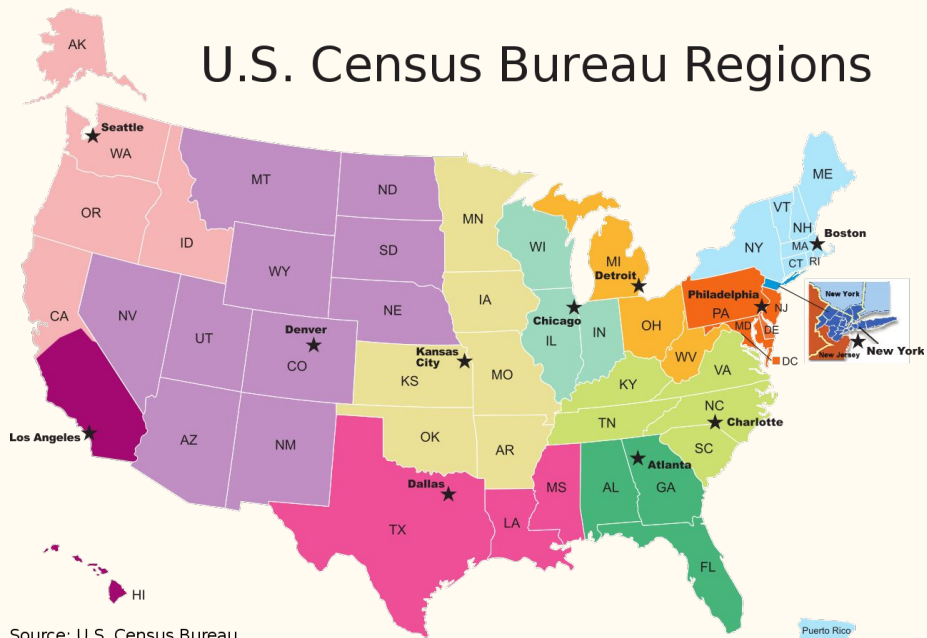 U.S. Census Bureau Regions
AK
Seattle
WA
OR
ID
MT
ND
MN
WI
MI
Detroit
ME
VT
NH
NY
MA
Boston
CT
RI
SD
WY
CA
NV
UT
Denver
CO
NE
IA
Chicago
IL
IN
OH
Philadelphia
PA
NJ
MD
DE
DC
New York
New Jersey
New York
Kansas
City
KS
MO
WV
VA
KY
Los Angeles
AZ
NM
OK
AR
TN
NC
Charlotte
SC
Dallas
TX
LA
MS
AL
Atlanta
GA
FL
HI
Source: U.S. Census Bureau
Puerto Rico